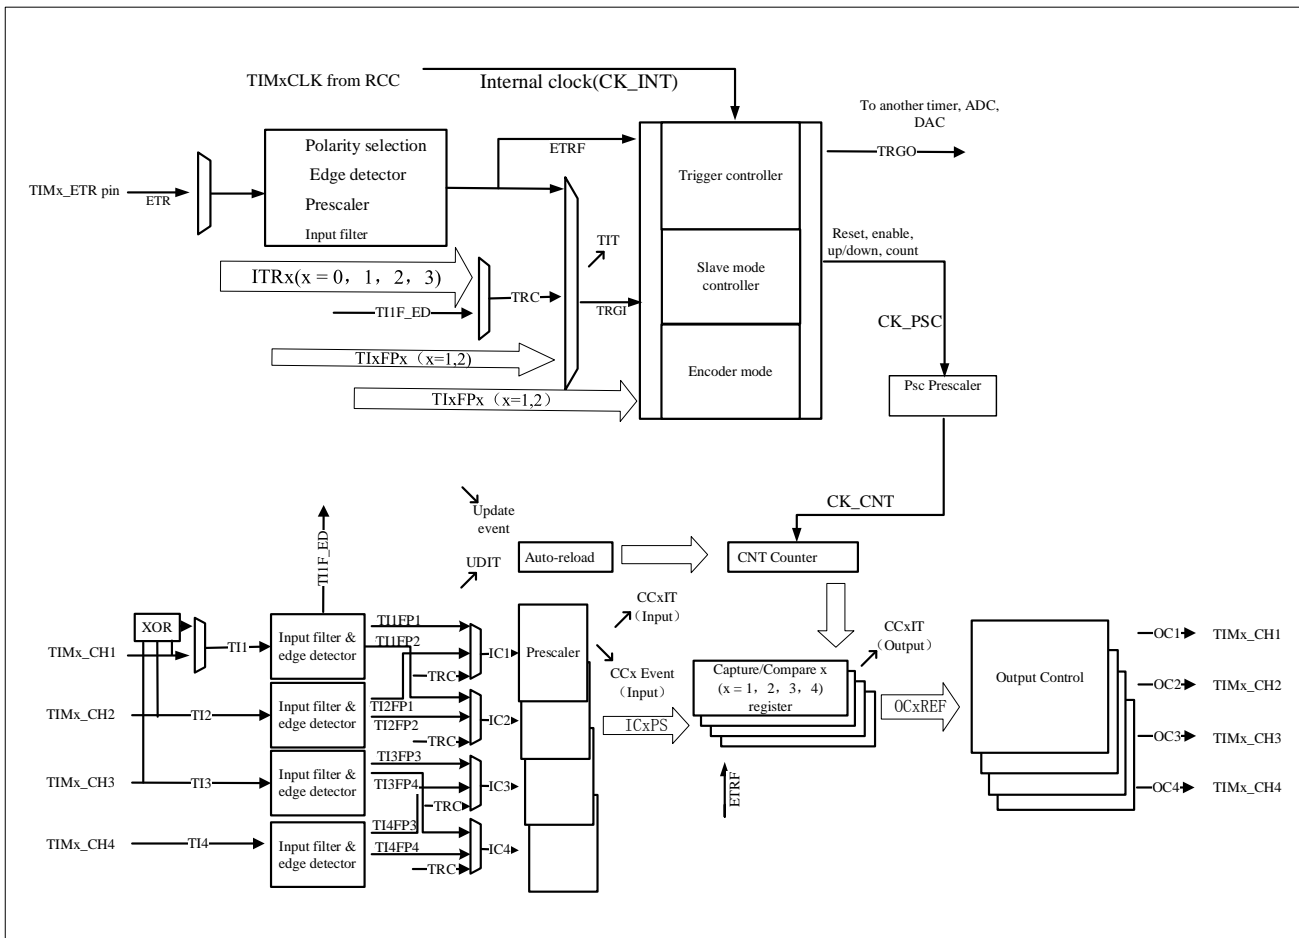 TIMxCLK from RCC
Internal clock(CK_INT)
To another timer, ADC,
DAC
TRGO
TIMx_ETR pin
ETR
Polarity selection
Edge detector
Prescaler
Input filter
ETRF
Trigger controller
Slave mode
controller
Encoder mode
Reset, enable,
up/down, count
TIT
ITRx(x = 0，1，2，3)
TI1F_ED
TRC
TRGI
TIxFPx（x=1,2)
TIxFPx（x=1,2）
CK_PSC
Psc Prescaler
CK_CNT
Update
event
UDIT
Auto-reload
CNT Counter
TI1F_ED
XOR
TIMx_CH1
TI1
Input filter &
edge detector
TI1FP1
TI1FP2
TRC
IC1
Prescaler
CCxIT
（Input）
CCx Event
（Input）
TIMx_CH2
TI2
Input filter &
edge detector
TI2FP1
TI2FP2
TRC
IC2
ICxPS
Capture/Compare x
(x = 1，2，3，4)
register
CCxIT
（Output）
OCxREF
ETRF
TIMx_CH3
TI3
Input filter &
edge detector
TI3FP3
TI3FP4
TRC
IC3
TIMx_CH4
TI4
Input filter &
edge detector
TI4FP3
TI4FP4
TRC
IC4
Output Control
OC1
TIMx_CH1
OC2
TIMx_CH2
OC3
TIMx_CH3
OC4
TIMx_CH4